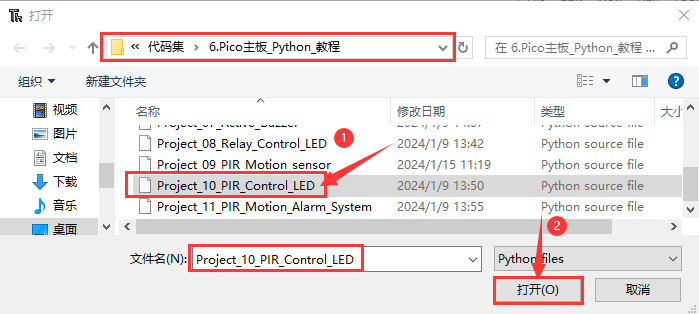 打开
« 代码集 > 6.Pico主板_Python_教程
在 6.Pico主板_Python_教程 ...
组织 新建文件夹
名称 修改日期 类型 大小
视频
图片
文档
下载
音乐
桌面
Project_07_Active_Buzzer 2024/1/9 14:07 Python source file
Project_08_Relay_Control_LED 2024/1/9 13:42 Python source file
Project_09_PIR_Motion_sensor 2024/1/15 11:19 Python source file
Project_10_PIR_Control_LED 2024/1/9 13:50 Python source file
Project_11_PIR_Motion_Alarm_System 2024/1/9 13:55 Python source file
1
2
文件名(N): Project_10_PIR_Control_LED Python files
打开(O) 取消